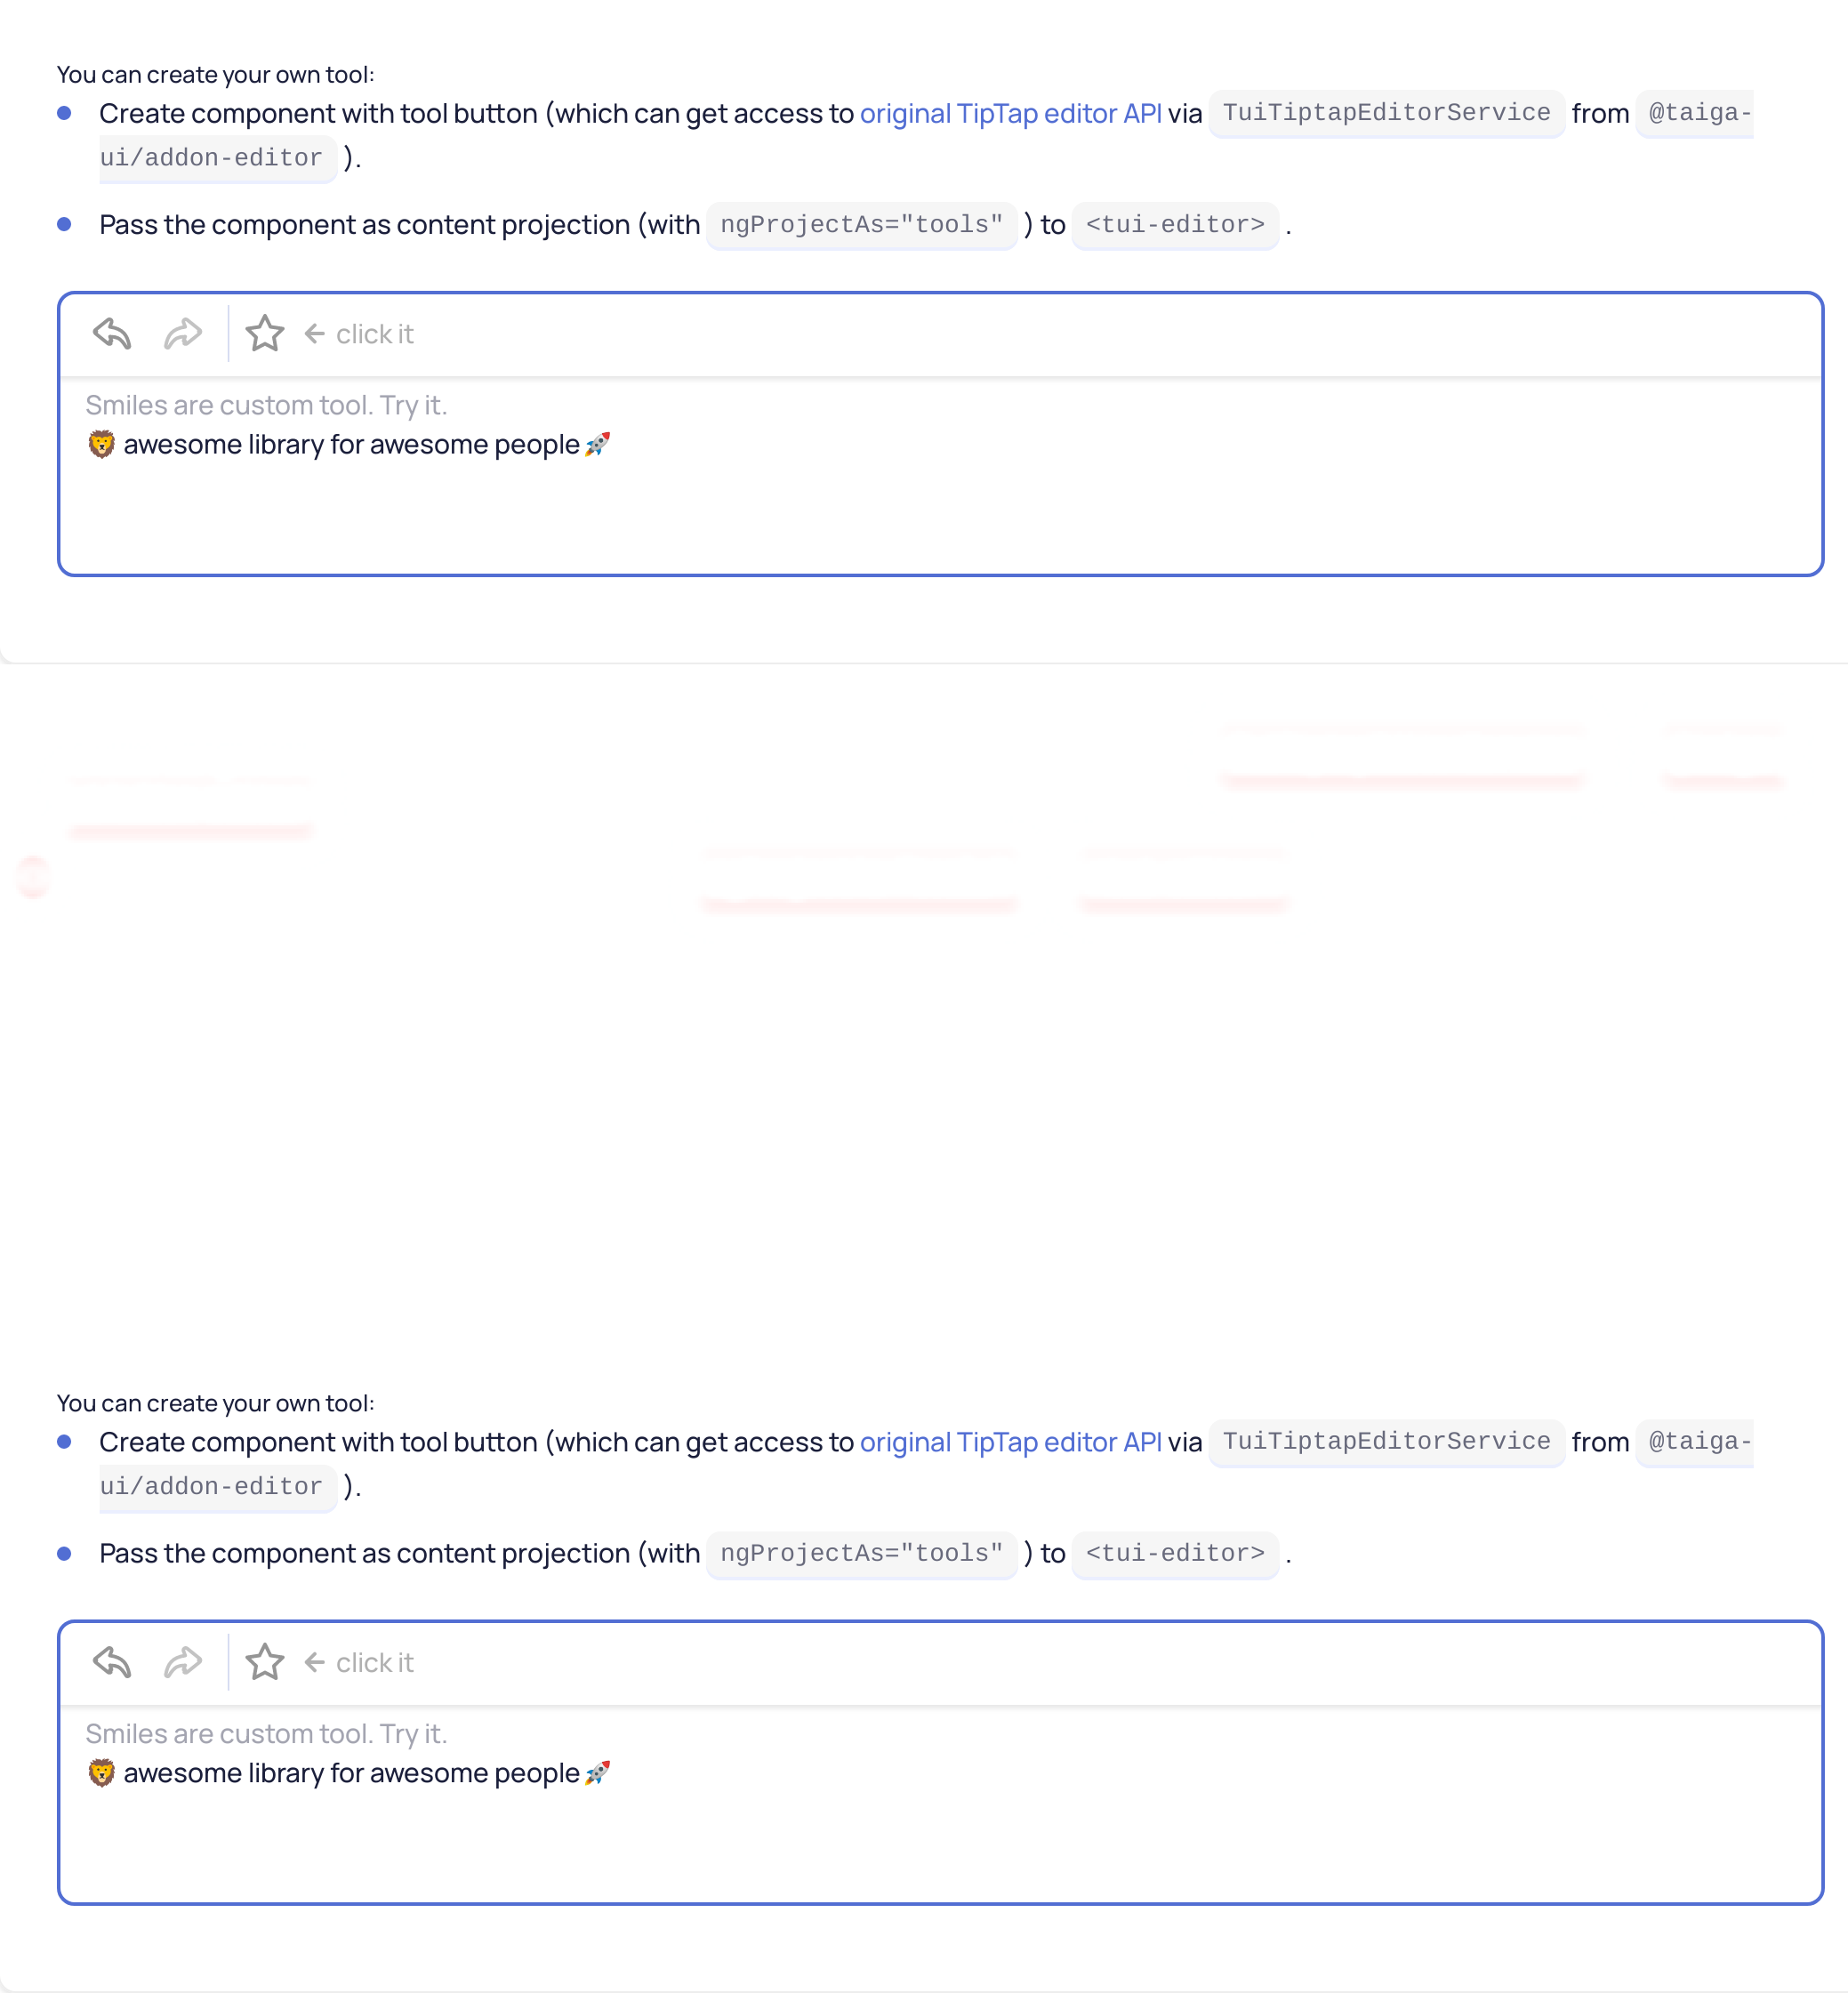 You can create your own tool:
Create component with tool button (which can get access to original TipTap editor API via TuiTiptapEditorService from @taiga-
ui/addon-editor ).
Pass the component as content projection (with ngProjectAs="tools" ) to <tui-editor> .
← click it
Smiles are custom tool. Try it.
🦁 awesome library for awesome people 🚀
You can create your own tool:
Create component with tool button (which can get access to original TipTap editor API via TuiTiptapEditorService from @taiga-
ui/addon-editor ).
Pass the component as content projection (with ngProjectAs="tools" ) to <tui-editor> .
← click it
Smiles are custom tool. Try it.
🦁 awesome library for awesome people 🚀